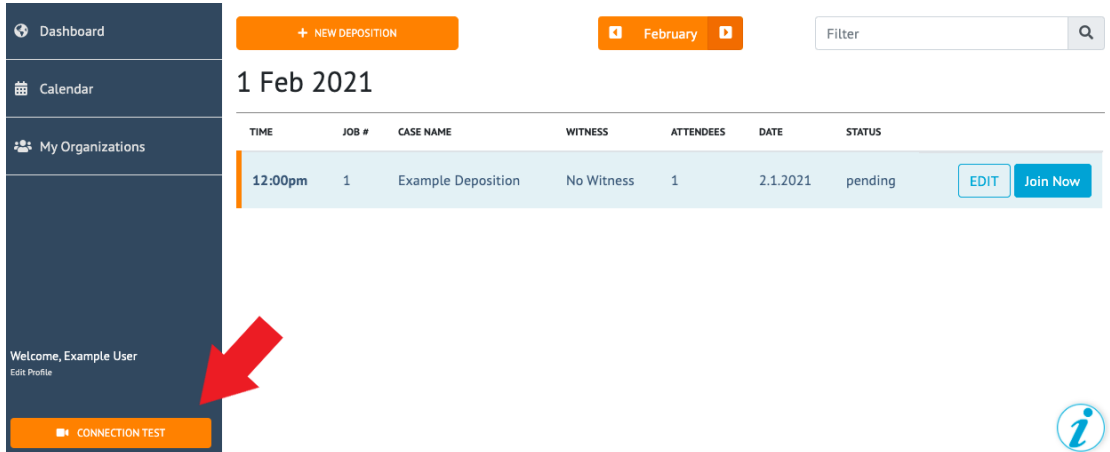 Dashboard
Calendar
My Organizations
Welcome, Example User
Edit Profile
CONNECTION TEST
+ NEW DEPOSITION
February
Filter
1 Feb 2021
TIME JOB # CASE NAME WITNESS ATTENDEES DATE STATUS
12:00pm 1 Example Deposition No Witness 1 2.1.2021 pending EDIT Join Now
i